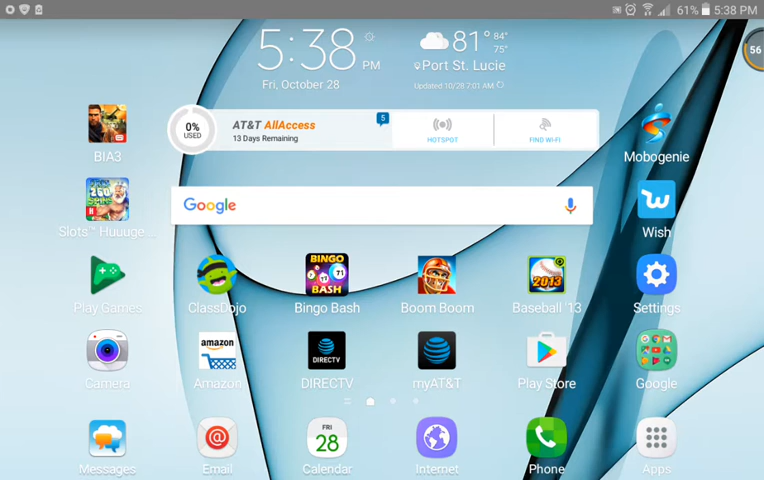 61% 5:38 PM
5:38 PM
Fri, October 28
81° 84°
75°
Port St. Lucie
Updated 10/28 7:01 AM
56
0%
USED
AT&T AllAccess
13 Days Remaining
5
HOTSPOT
FIND WI-FI
BIA3
Mobogenie
Google
250
SPINS
Slots™ Huuuge ...
Wish
BINGO
BASH
71
2013
Play Games
ClassDojo
Bingo Bash
Boom Boom
Baseball '13
Settings
amazon
DIRECTV
Camera
Amazon
DIRECTV
myAT&T
Play Store
Google
FRI
28
Messages
Email
Calendar
Internet
Phone
Apps